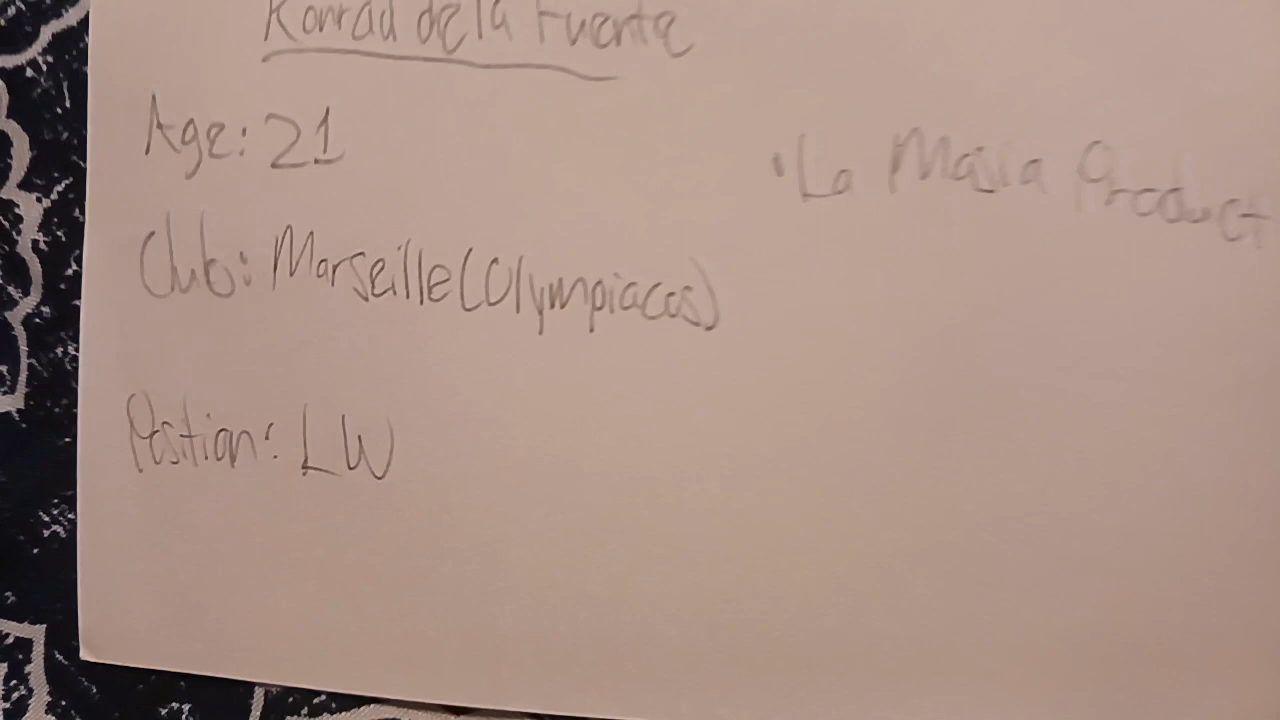 Konrad de la Fuente
Age: 21
•La Masia Product
Club: Marseille(Olympiacos)
Position: LW